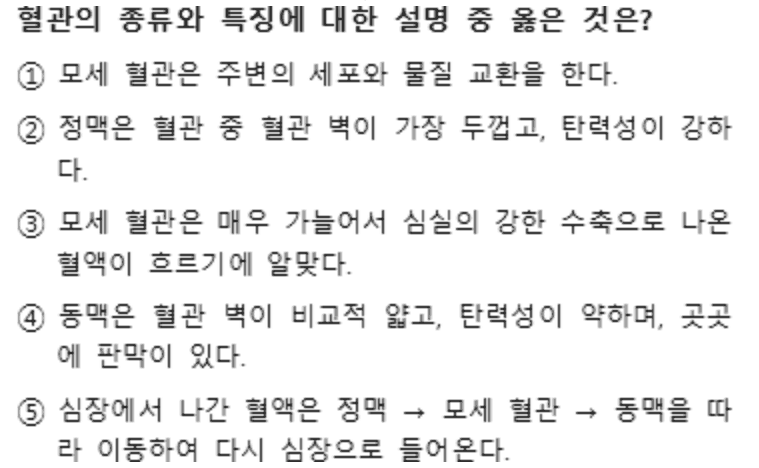 혈관의 종류와 특징에 대한 설명 중 옳은 것은?
① 모세 혈관은 주변의 세포와 물질 교환을 한다.
② 정맥은 혈관 중 혈관 벽이 가장 두껍고, 탄력성이 강하
다.
③ 모세 혈관은 매우 가늘어서 심실의 강한 수축으로 나온
혈액이 흐르기에 알맞다.
④ 동맥은 혈관 벽이 비교적 얇고, 탄력성이 약하며, 곳곳
에 판막이 있다.
⑤ 심장에서 나간 혈액은 정맥 → 모세 혈관 → 동맥을 따
라 이동하여 다시 심장으로 들어온다.